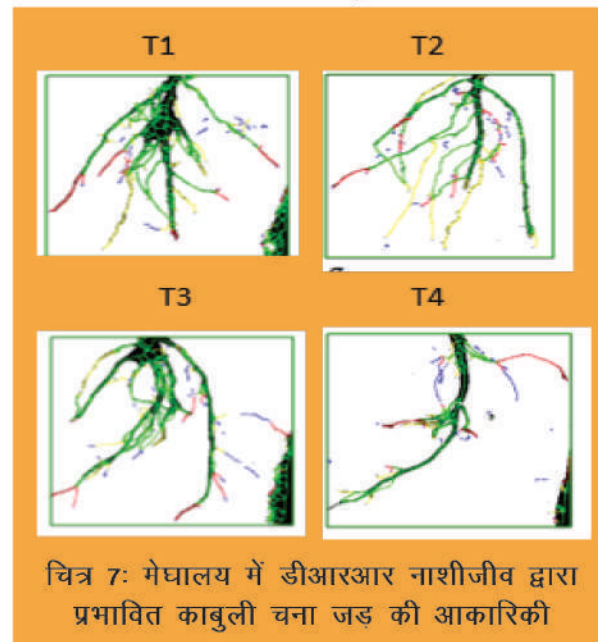 T1 T2
T3 T4
चित्र 7: मेघालय में डीआरआर नाशीजीव द्वारा
प्रभावित काबुली चना जड़ की आकारिकी